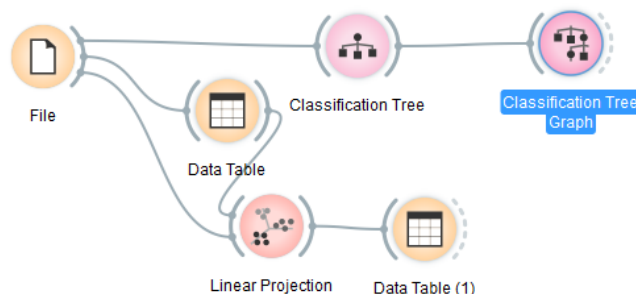 File
Classification Tree
Classification Tree
Graph
Data Table
Linear Projection
Data Table (1)